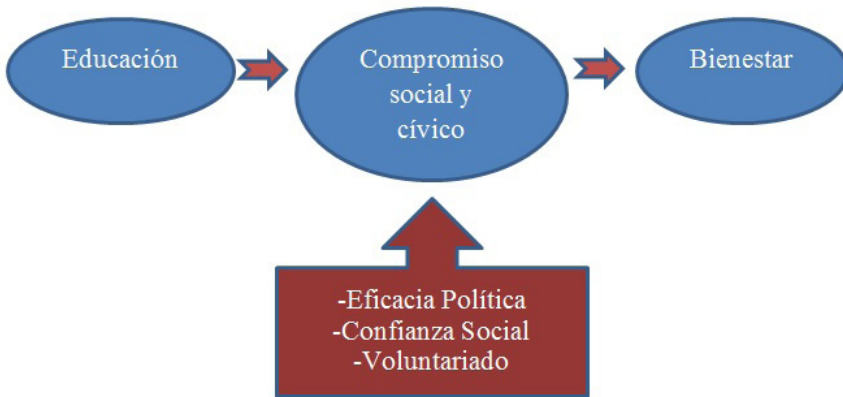 Educación
Compromiso
social y
cívico
Bienestar
-Eficacia Política
-Confianza Social
-Voluntariado